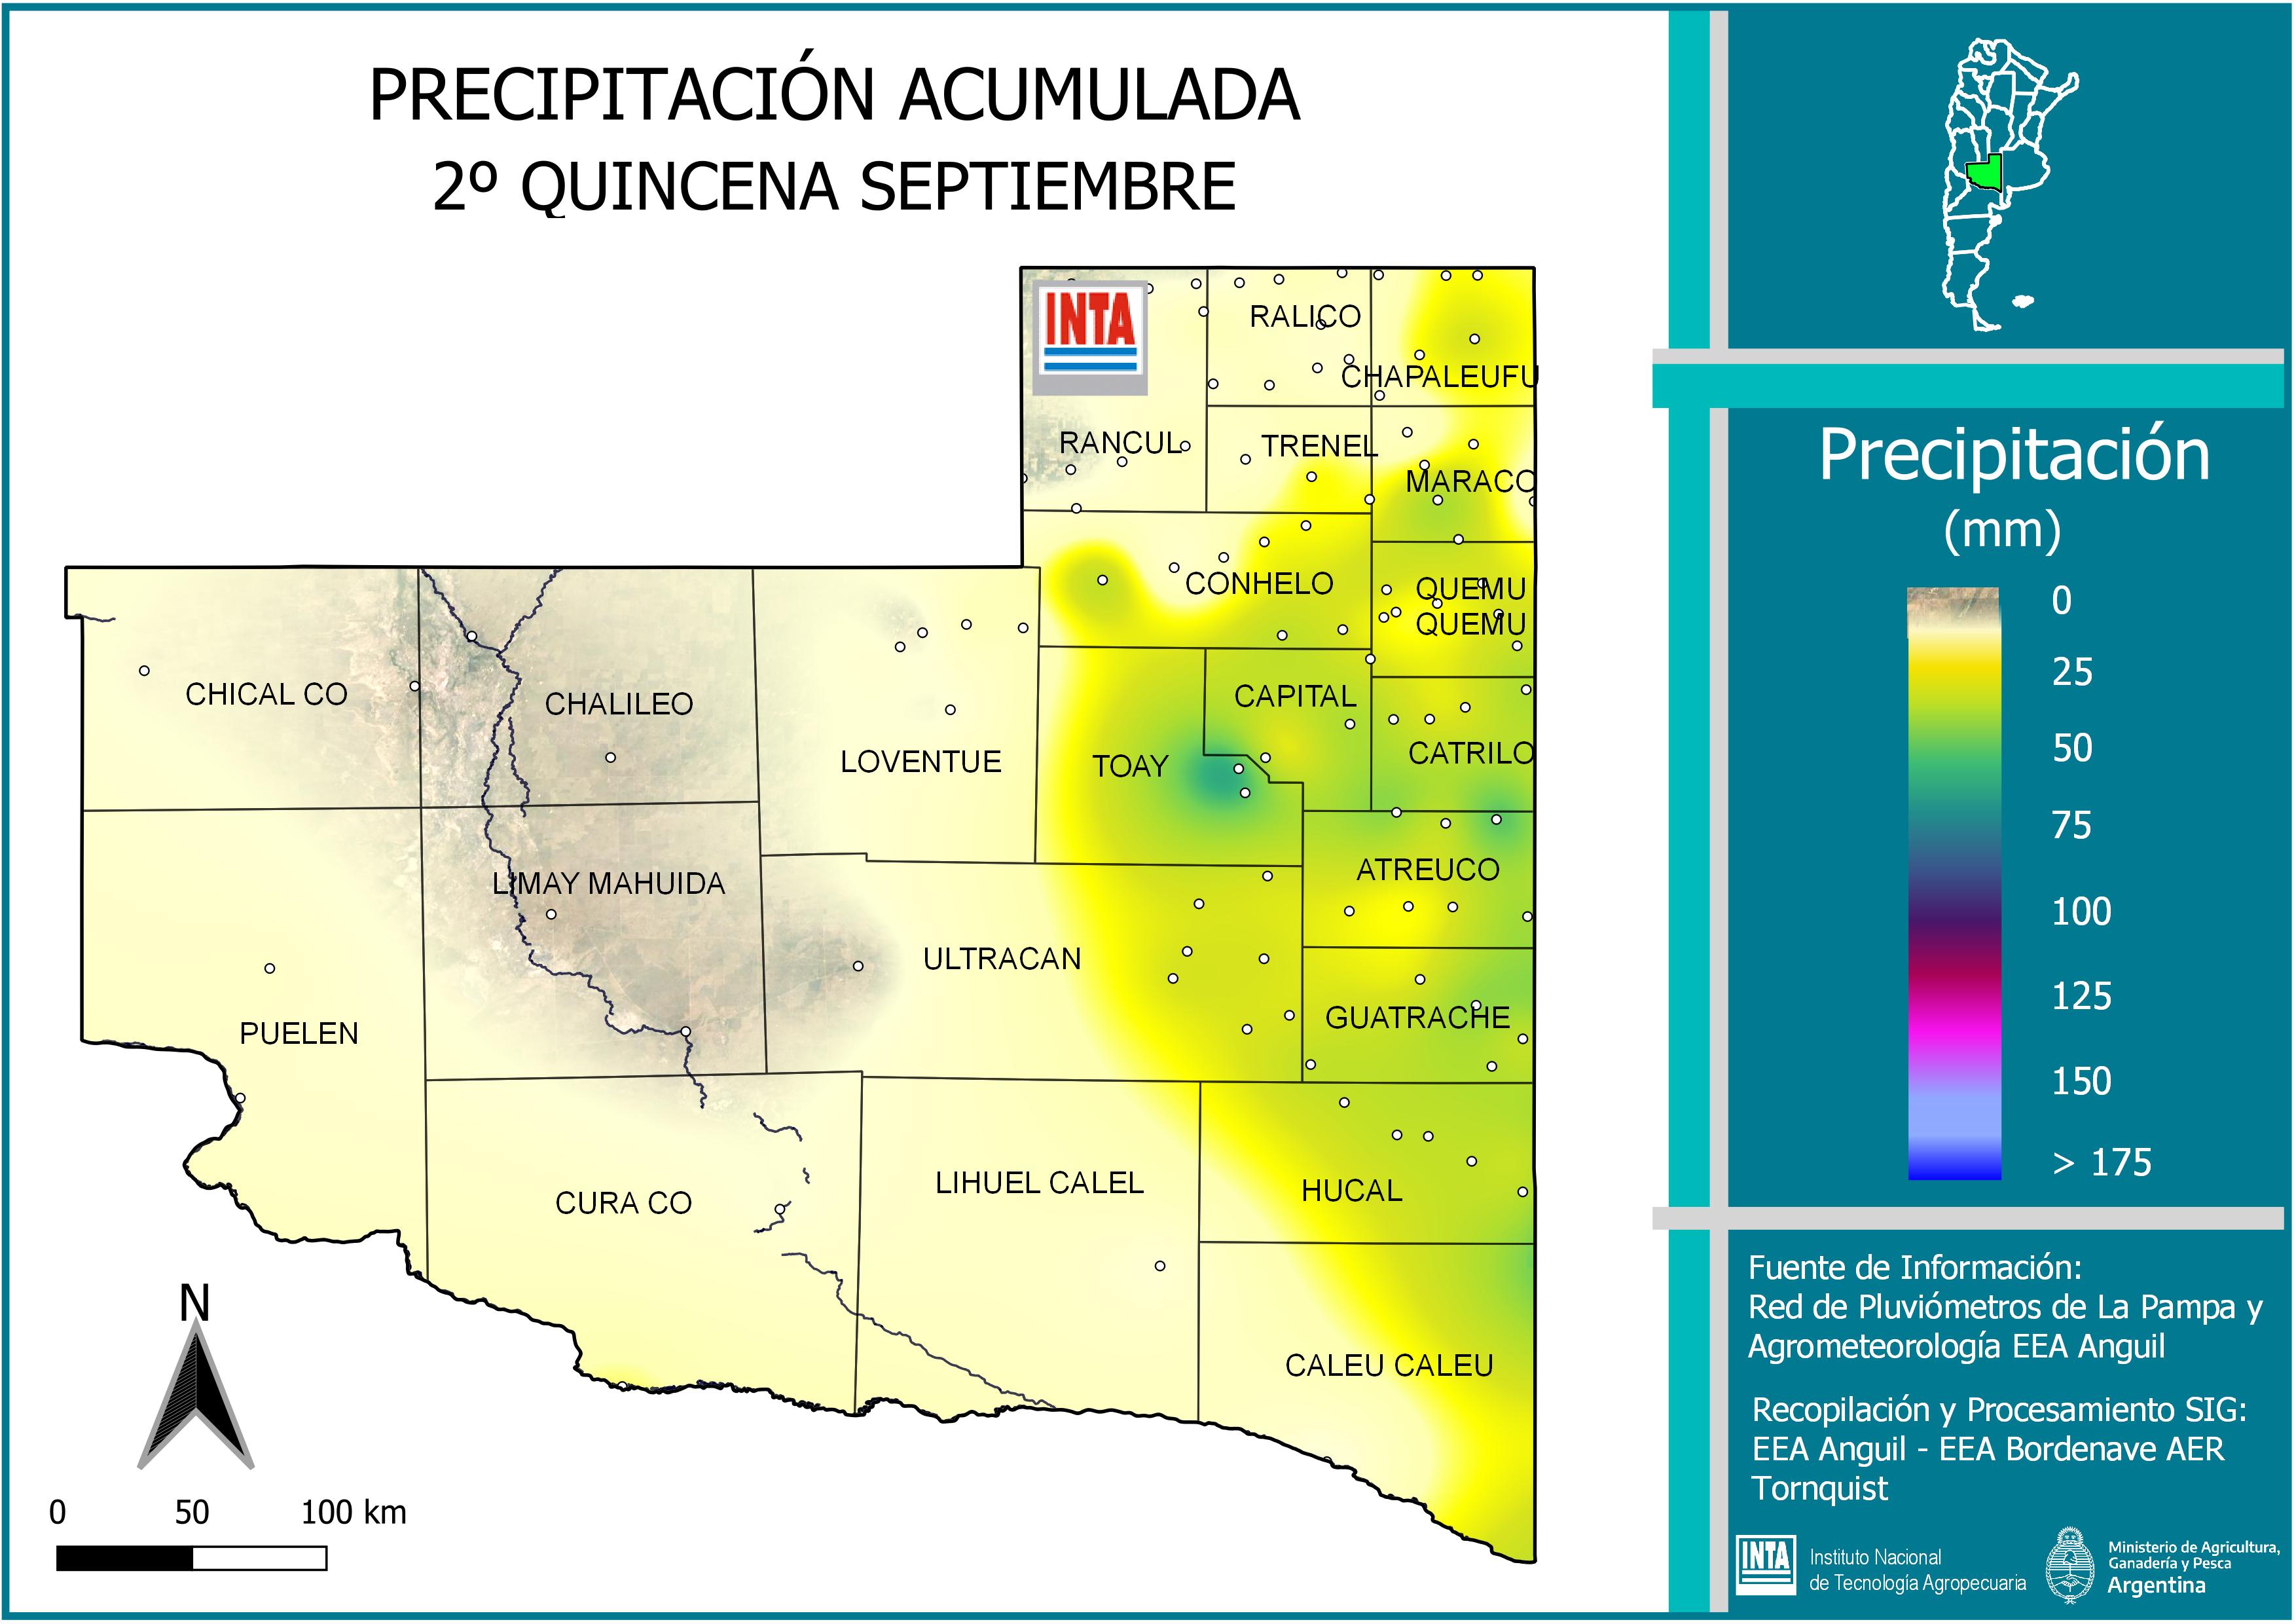 PRECIPITACIÓN ACUMULADA
2º QUINCENA SEPTIEMBRE
INTA
RALICO
CHAPALEUFU
RANCUL
TRENEL
MARACO
CONHELO
QUEMU
QUEMU
CHICAL CO
CHALILEO
LOVENTUE
TOAY
CAPITAL
CATRILO
LIMAY MAHUIDA
ULTRACAN
ATREUCO
PUELEN
GUATRACHE
CURA CO
LIHUEL CALEL
HUCAL
CALEU CALEU
N
0 50 100 km
Precipitación
(mm)
0
25
50
75
100
125
150
> 175
Fuente de Información:
Red de Pluviómetros de La Pampa y
Agrometeorología EEA Anguil
Recopilación y Procesamiento SIG:
EEA Anguil - EEA Bordenave AER
Tornquist
INTA
Instituto Nacional
de Tecnología Agropecuaria
Ministerio de Agricultura,
Ganadería y Pesca
Argentina